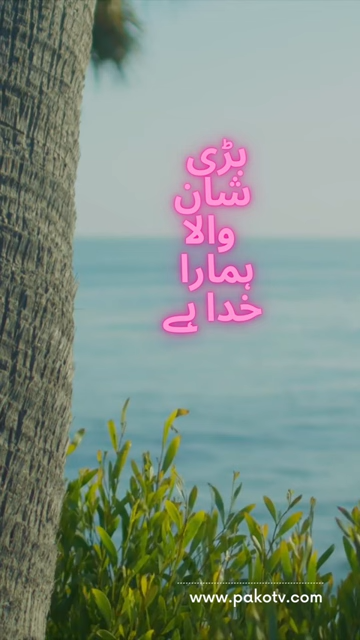 بڑی
شان
والا
ہمارا
خدا ہے
www.pakotv.com